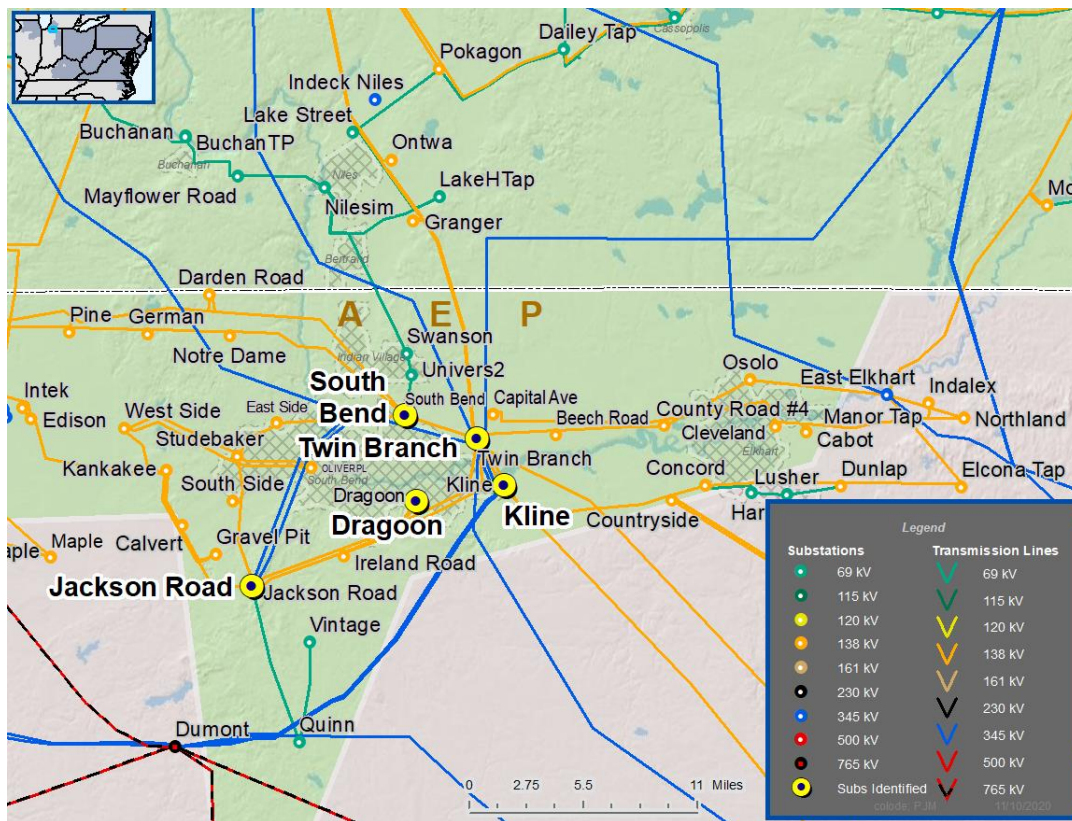 Cassopolis
Dailey Tap
Pokagon
Indeck Niles
Lake Street
Buchanan
BuchanTP
Buchanan
Ontwa
Niles
Mayflower Road
LakeHTap
Nilesim
Granger
Bertrand
Darden Road
A E P
Pine
German
Notre Dame
Swanson
Indian Village
Univers2
Osolo
East Elkhart
Indalex
Intek
Edison
West Side
East Side
South
Bend
South Bend
Capital Ave
Beech Road
County Road #4
Manor Tap
Northland
Cleveland
Cabot
Elkhart
Studebaker
Twin Branch
Twin Branch
OLIVERPL
South Bend
Kankakee
South Side
Dragoon
Dragoon
Kline
Kline
Concord
Lusher
Dunlap
Elcona Tap
Har
Countryside
Maple
Calvert
Gravel Pit
Ireland Road
Jackson Road
Jackson Road
Vintage
Dumont
Quinn
0 2.75 5.5 11 Miles
Legend
Substations Transmission Lines
69 kV 69 kV
115 kV 115 kV
120 kV 120 kV
138 kV 138 kV
161 kV 161 kV
230 kV 230 kV
345 kV 345 kV
500 kV 500 kV
765 kV 765 kV
Subs Identified
PJM 11/10/2020